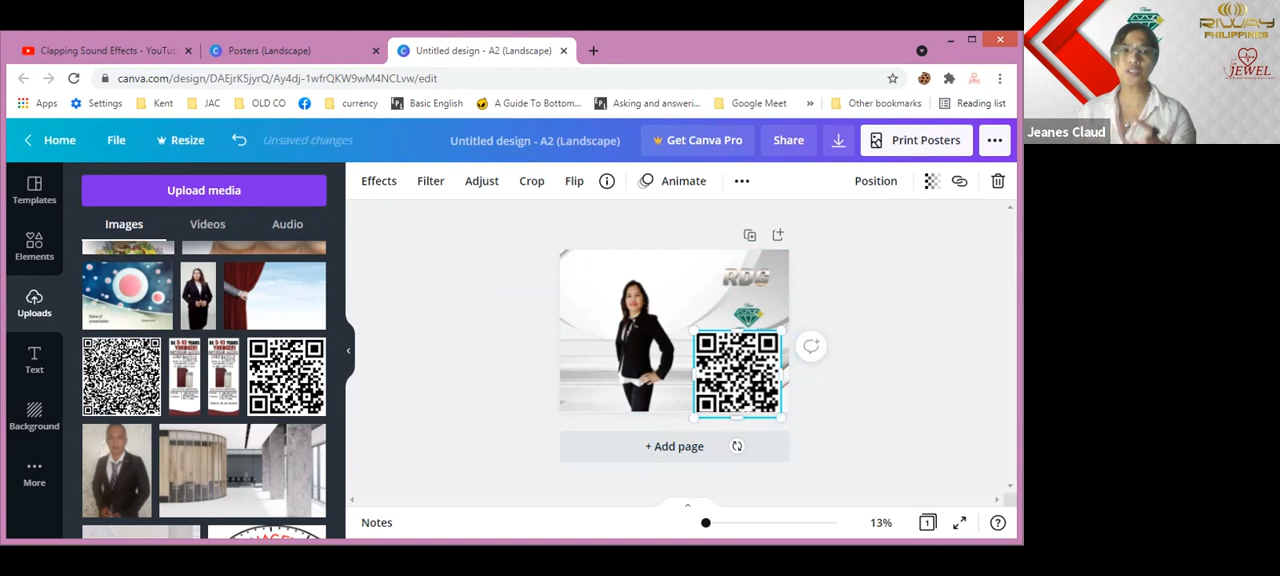 Clapping Sound Effects - YouTub
Posters (Landscape)
Untitled design - A2 (Landscape)
canva.com/design/DAEjrK5jyrQ/Ay4dj-1wfrQKW9wM4NCLvw/edit
Apps
Settings
Kent
JAC
OLD CO
currency
Basic English
A Guide To Bottom...
Asking and answeri...
Google Meet
»
Other bookmarks
Reading list
Home
File
Resize
Unsaved changes
Untitled design - A2 (Landscape)
Get Canva Pro
Share
Print Posters
Templates
Elements
Uploads
Text
Background
More
Upload media
Images
Videos
Audio
Effects
Filter
Adjust
Crop
Flip
Animate
Position
RDG
+ Add page
Notes
13%
1
RIWAY
PHILIPPINES
JEWEL
Jeanes Claud